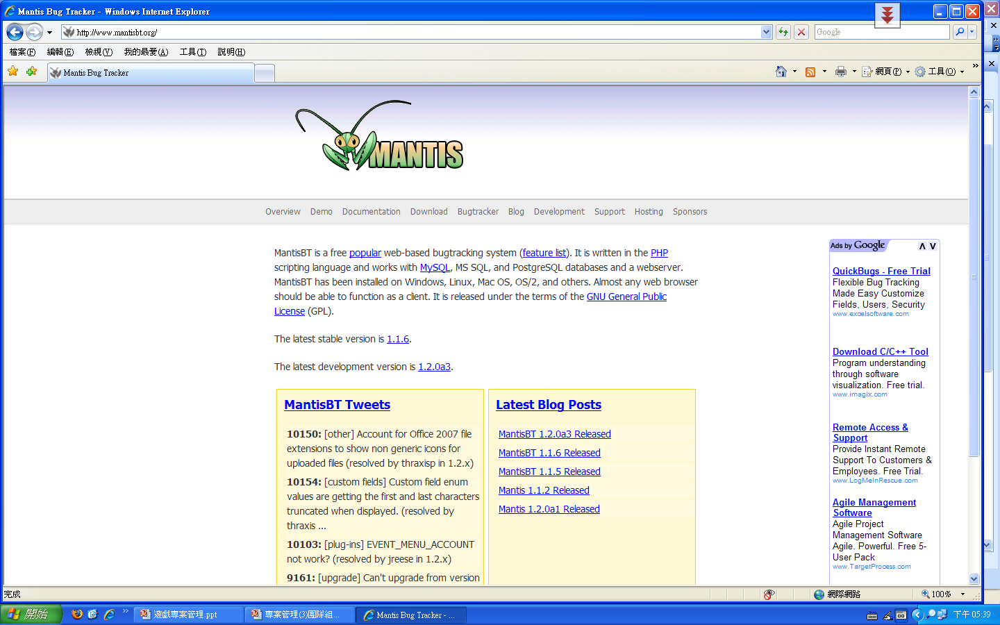 Mantis Bug Tracker - Windows Internet Explorer
http://www.mantisbt.org/
Google
檔案(F) 編輯(E) 檢視(V) 我的最愛(A) 工具(T) 說明(H)
Mantis Bug Tracker
網頁(P) 工具(O)
MANTIS
Overview Demo Documentation Download Bugtracker Blog Development Support Hosting Sponsors
MantisBT is a free popular web-based bugtracking system (feature list). It is written in the PHP
scripting language and works with MySQL, MS SQL, and PostgreSQL databases and a webserver.
MantisBT has been installed on Windows, Linux, Mac OS, OS/2, and others. Almost any web browser
should be able to function as a client. It is released under the terms of the GNU General Public
License (GPL).
The latest stable version is 1.1.6.
The latest development version is 1.2.0a3.
MantisBT Tweets
10150: [other] Account for Office 2007 file
extensions to show non generic icons for
uploaded files (resolved by thraxisp in 1.2.x)
10154: [custom fields] Custom field enum
values are getting the first and last characters
truncated when displayed. (resolved by
thraxis ...
10103: [plug-ins] EVENT_MENU_ACCOUNT
not work? (resolved by jreese in 1.2.x)
9161: [upgrade] Can't upgrade from version
Latest Blog Posts
MantisBT 1.2.0a3 Released
MantisBT 1.1.6 Released
MantisBT 1.1.5 Released
Mantis 1.1.2 Released
Mantis 1.2.0a1 Released
Ads by Google
QuickBugs - Free Trial
Flexible Bug Tracking
Made Easy Customize
Fields, Users, Security
www.excelsoftware.com
Download C/C++ Tool
Program understanding
through software
visualization. Free trial.
www.imagix.com
Remote Access &
Support
Provide Instant Remote
Support To Customers &
Employees. Free Trial.
www.LogMeInRescue.com
Agile Management
Software
Agile Project
Management Software
Agile. Powerful. Free 5-
User Pack
www.TargetProcess.com
完成
網際網路
100%
開始
遊戲專案管理.ppt
專案管理(3)團隊組...
Mantis Bug Tracker - ...
下午 05:39